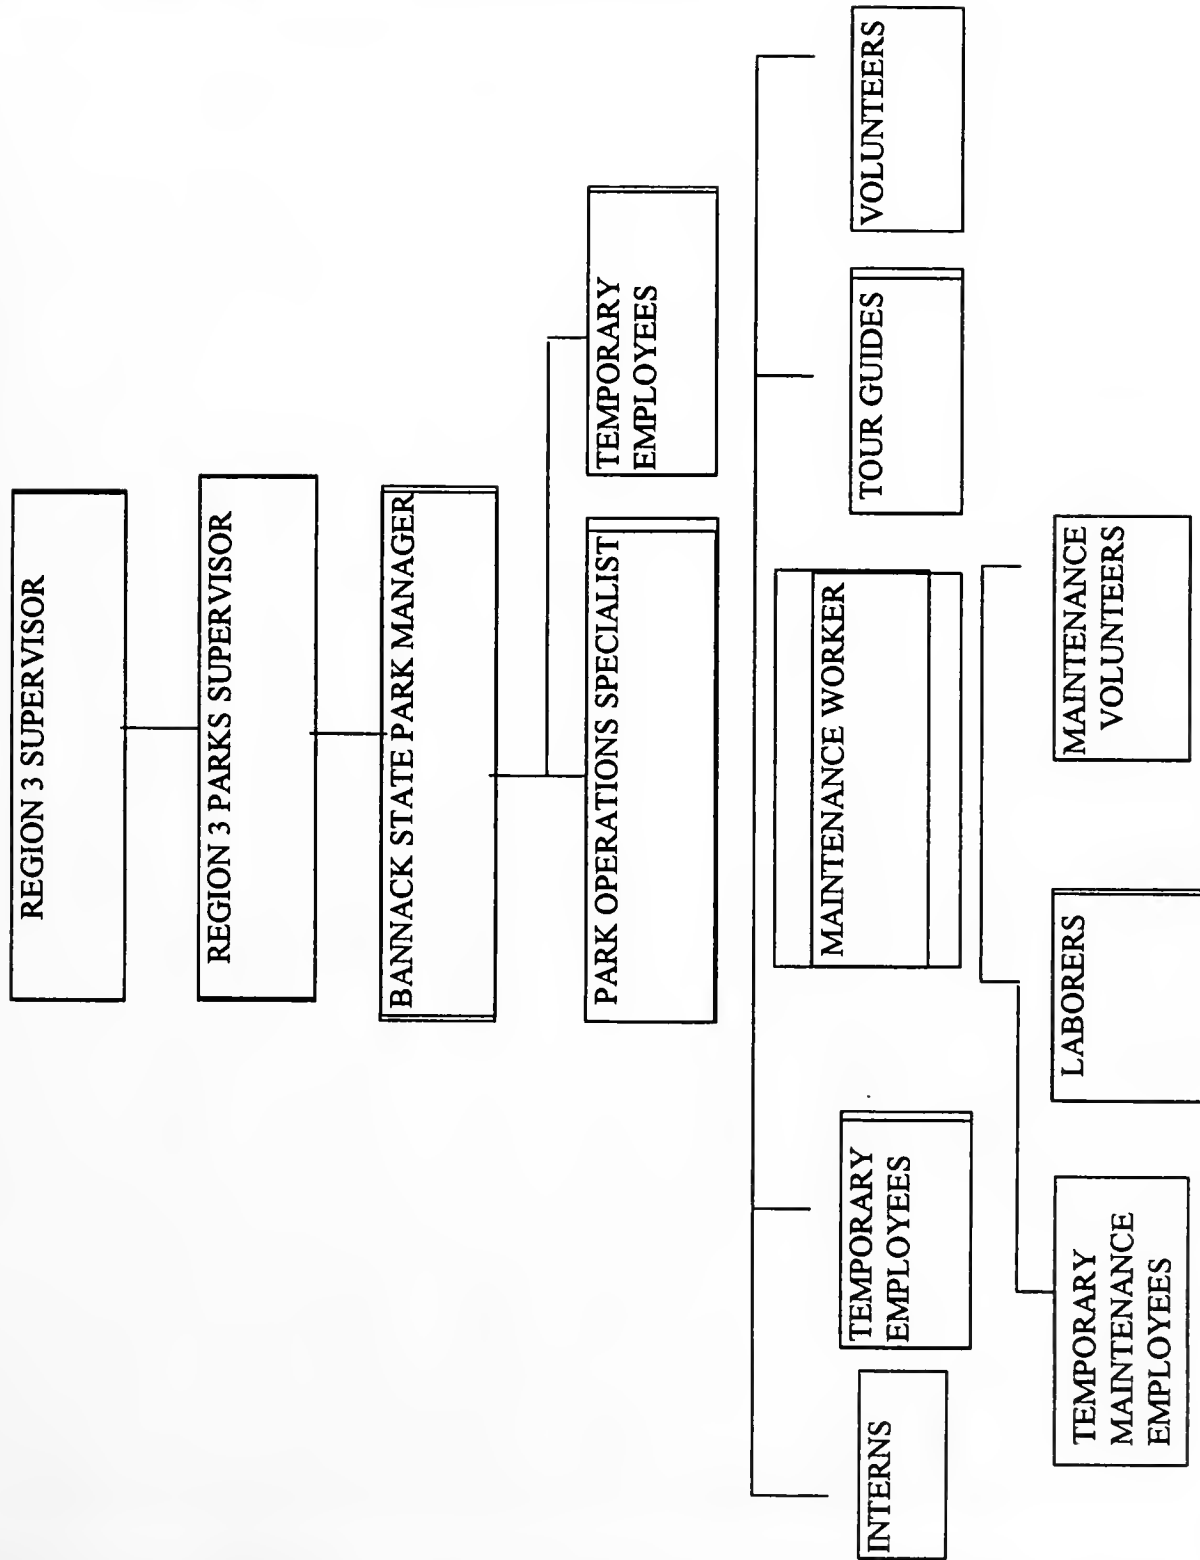 REGION 3 SUPERVISOR
REGION 3 PARKS SUPERVISOR
BANNACK STATE PARK MANAGER
PARK OPERATIONS SPECIALIST
TEMPORARY
EMPLOYEES
INTERNS
TEMPORARY
EMPLOYEES
MAINTENANCE WORKER
TOUR GUIDES
VOLUNTEERS
TEMPORARY
MAINTENANCE
EMPLOYEES
LABORERS
MAINTENANCE
VOLUNTEERS